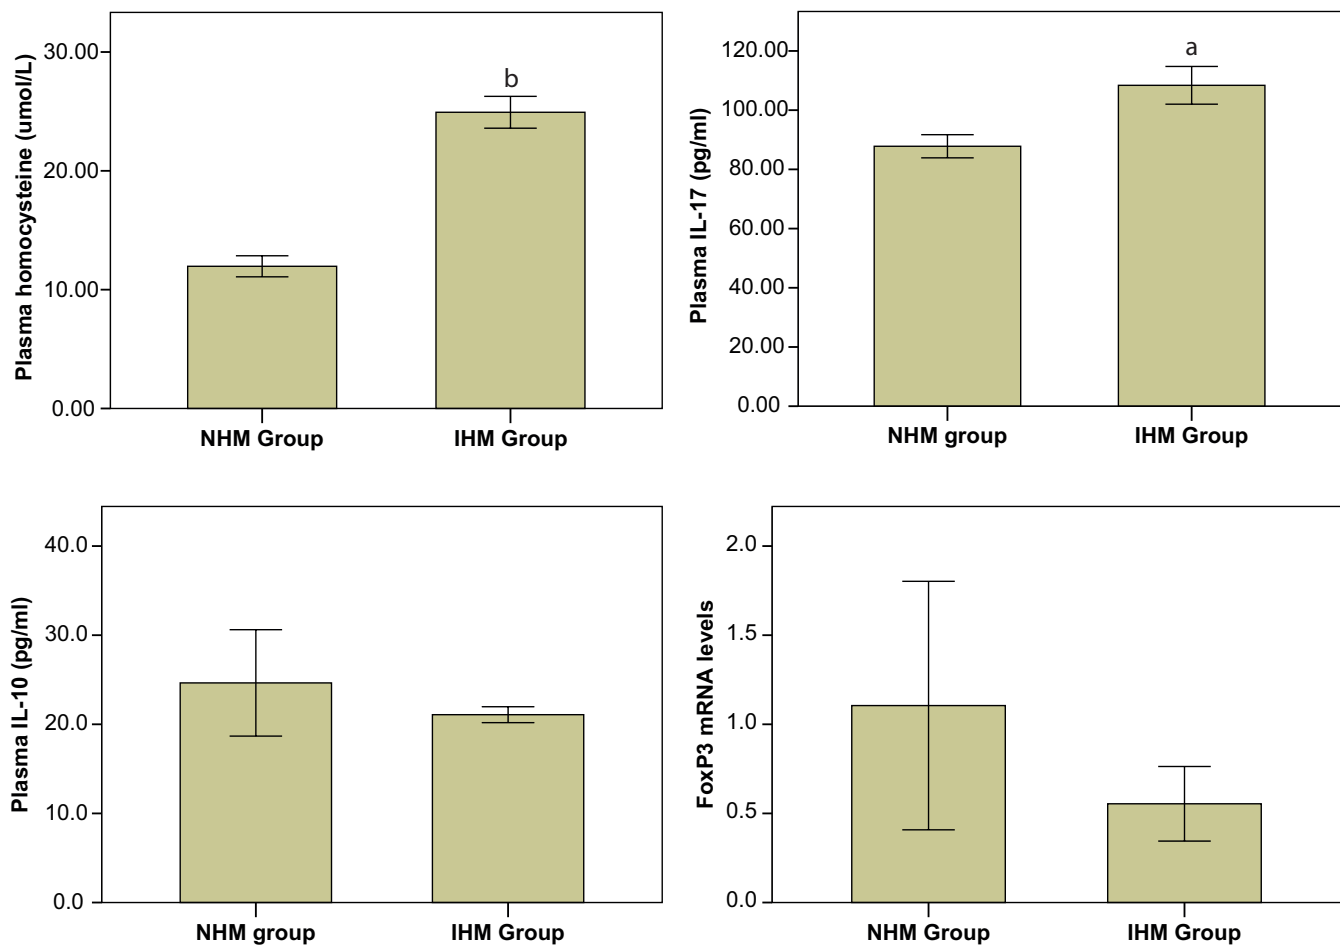 Plasma homocysteine (umol/L)
30.00
20.00
10.00
0.00
b
NHM Group
IHM Group
Plasma IL-17 (pg/ml)
120.00
100.00
80.00
60.00
40.00
20.00
0.00
a
NHM group
IHM Group
Plasma IL-10 (pg/ml)
40.0
30.0
20.0
10.0
0.0
NHM group
IHM Group
FoxP3 mRNA levels
2.0
1.5
1.0
0.5
0.0
NHM Group
IHM Group